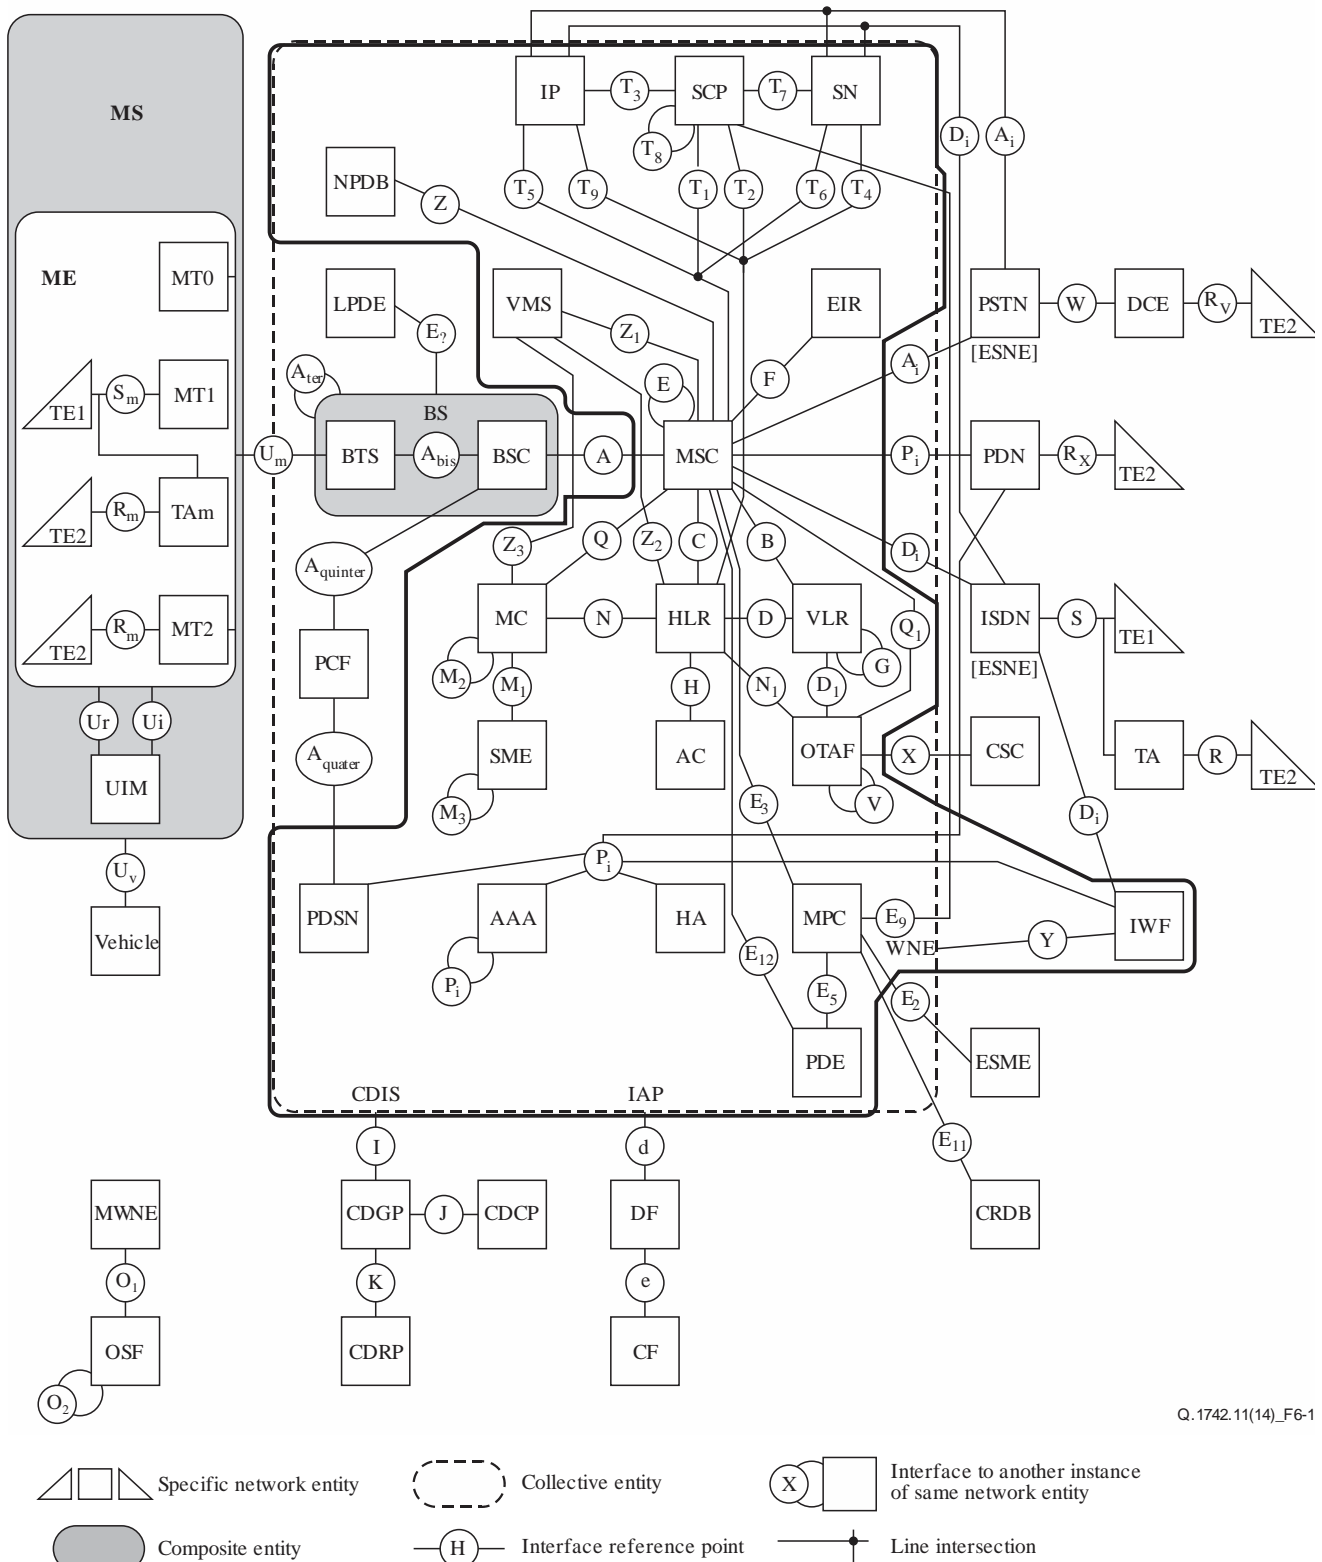 MS
IP
T3
SCP
T7
SN
Di
Ai
T8
NPDB
Z
T5
T9
T1
T2
T6
T4
ME
MT0
LPDE
E?
VMS
Z1
EIR
PSTN
W
DCE
RV
TE2
[ESNE]
Ai
F
E
Ater
TE1
Sm
MT1
BS
Um
BTS
Abis
BSC
A
MSC
Pi
PDN
RX
TE2
TE2
Rm
TAm
Z3
Q
Z2
C
B
Di
Aquinter
TE2
Rm
MT2
PCF
MC
N
HLR
D
VLR
Q1
ISDN
S
TE1
[ESNE]
G
M2
M1
H
N1
D1
Ur
Ui
Aquater
SME
AC
OTAF
X
CSC
TA
R
TE2
UIM
M3
E3
V
Di
Uv
Pi
Vehicle
PDSN
AAA
HA
MPC
E9
WNE
Y
IWF
Pi
E12
E5
E2
PDE
ESME
CDIS
IAP
I
d
E11
MWNE
CDGP
J
CDCP
DF
CRDB
O1
K
e
OSF
CDRP
CF
O2
Q.1742.11(14)_F6-1
Specific network entity
Collective entity
X
Interface to another instance
of same network entity
Composite entity
H
Interface reference point
Line intersection